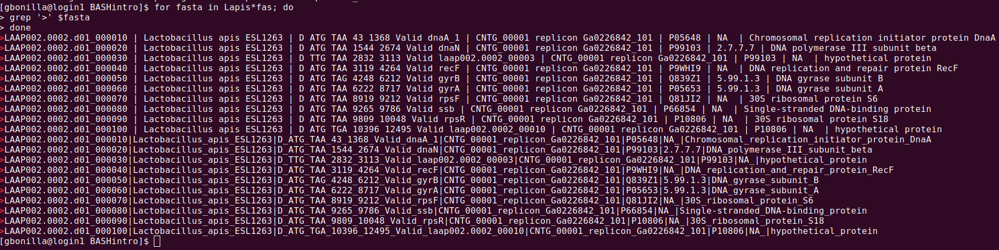 [gbonilla@login1 BASHintro]$ for fasta in Lapis*fas; do
> grep '>' $fasta
> done
>LAAP002.0002.d01_000010 | Lactobacillus apis ESL1263 | D ATG TAA 43 1368 Valid dnaA_1 | CNTG_00001 replicon Ga0226842_101 | P05648 | NA  | Chromosomal replication initiator protein DnaA
>LAAP002.0002.d01_000020 | Lactobacillus apis ESL1263 | D ATG TAA 1544 2674 Valid dnaN | CNTG_00001 replicon Ga0226842_101 | P99103 | 2.7.7.7 | DNA polymerase III subunit beta
>LAAP002.0002.d01_000030 | Lactobacillus apis ESL1263 | D TTG TAA 2832 3113 Valid laap002.0002_00003 | CNTG_00001 replicon Ga0226842_101 | P99103 | NA  | hypothetical protein
>LAAP002.0002.d01_000040 | Lactobacillus apis ESL1263 | D ATG TAA 3119 4264 Valid recF | CNTG_00001 replicon Ga0226842_101 | P9WHI9 | NA  | DNA replication and repair protein RecF
>LAAP002.0002.d01_000050 | Lactobacillus apis ESL1263 | D ATG TAG 4248 6212 Valid gyrB | CNTG_00001 replicon Ga0226842_101 | Q839Z1 | 5.99.1.3 | DNA gyrase subunit B
>LAAP002.0002.d01_000060 | Lactobacillus apis ESL1263 | D ATG TAA 6222 8717 Valid gyrA | CNTG_00001 replicon Ga0226842_101 | P05653 | 5.99.1.3 | DNA gyrase subunit A
>LAAP002.0002.d01_000070 | Lactobacillus apis ESL1263 | D ATG TAA 8919 9212 Valid rpsF | CNTG_00001 replicon Ga0226842_101 | Q81JI2 | NA  | 30S ribosomal protein S6
>LAAP002.0002.d01_000080 | Lactobacillus apis ESL1263 | D ATG TAA 9265 9786 Valid ssb | CNTG_00001 replicon Ga0226842_101 | P66854 | NA  | Single-stranded DNA-binding protein
>LAAP002.0002.d01_000090 | Lactobacillus apis ESL1263 | D ATG TAA 9809 10048 Valid rpsR | CNTG_00001 replicon Ga0226842_101 | P10806 | NA  | 30S ribosomal protein S18
>LAAP002.0002.d01_000100 | Lactobacillus apis ESL1263 | D ATG TGA 10396 12495 Valid laap002.0002_00010 | CNTG_00001 replicon Ga0226842_101 | P10806 | NA  | hypothetical protein
>LAAP002.0002.d01_000010|Lactobacillus_apis_ESL1263|D_ATG_TAA_43_1368_Valid_dnaA_1|CNTG_00001_replicon_Ga0226842_101|P05648|NA_|Chromosomal_replication_initiator_protein_DnaA
>LAAP002.0002.d01_000020|Lactobacillus_apis_ESL1263|D_ATG_TAA_1544_2674_Valid_dnaN|CNTG_00001_replicon_Ga0226842_101|P99103|2.7.7.7|DNA_polymerase_III_subunit_beta
>LAAP002.0002.d01_000030|Lactobacillus_apis_ESL1263|D_TTG_TAA_2832_3113_Valid_laap002.0002_00003|CNTG_00001_replicon_Ga0226842_101|P99103|NA_|hypothetical_protein
>LAAP002.0002.d01_000040|Lactobacillus_apis_ESL1263|D_ATG_TAA_3119_4264_Valid_recF|CNTG_00001_replicon_Ga0226842_101|P9WHI9|NA_|DNA_replication_and_repair_protein_RecF
>LAAP002.0002.d01_000050|Lactobacillus_apis_ESL1263|D_ATG_TAG_4248_6212_Valid_gyrB|CNTG_00001_replicon_Ga0226842_101|Q839Z1|5.99.1.3|DNA_gyrase_subunit_B
>LAAP002.0002.d01_000060|Lactobacillus_apis_ESL1263|D_ATG_TAA_6222_8717_Valid_gyrA|CNTG_00001_replicon_Ga0226842_101|P05653|5.99.1.3|DNA_gyrase_subunit_A
>LAAP002.0002.d01_000070|Lactobacillus_apis_ESL1263|D_ATG_TAA_8919_9212_Valid_rpsF|CNTG_00001_replicon_Ga0226842_101|Q81JI2|NA_|30S_ribosomal_protein_S6
>LAAP002.0002.d01_000080|Lactobacillus_apis_ESL1263|D_ATG_TAA_9265_9786_Valid_ssb|CNTG_00001_replicon_Ga0226842_101|P66854|NA_|Single-stranded_DNA-binding_protein
>LAAP002.0002.d01_000090|Lactobacillus_apis_ESL1263|D_ATG_TAA_9809_10048_Valid_rpsR|CNTG_00001_replicon_Ga0226842_101|P10806|NA_|30S_ribosomal_protein_S18
>LAAP002.0002.d01_000100|Lactobacillus_apis_ESL1263|D_ATG_TGA_10396_12495_Valid_laap002.0002_00010|CNTG_00001_replicon_Ga0226842_101|P10806|NA_|hypothetical_protein
[gbonilla@login1 BASHintro]$